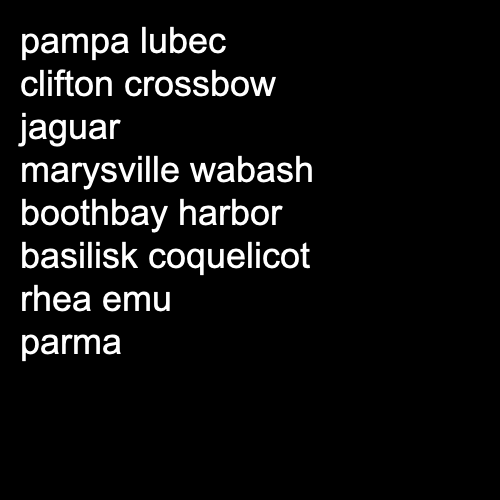 pampa lubec
clifton crossbow
jaguar
marysville wabash
boothbay harbor
basilisk coquelicot
rhea emu
parma